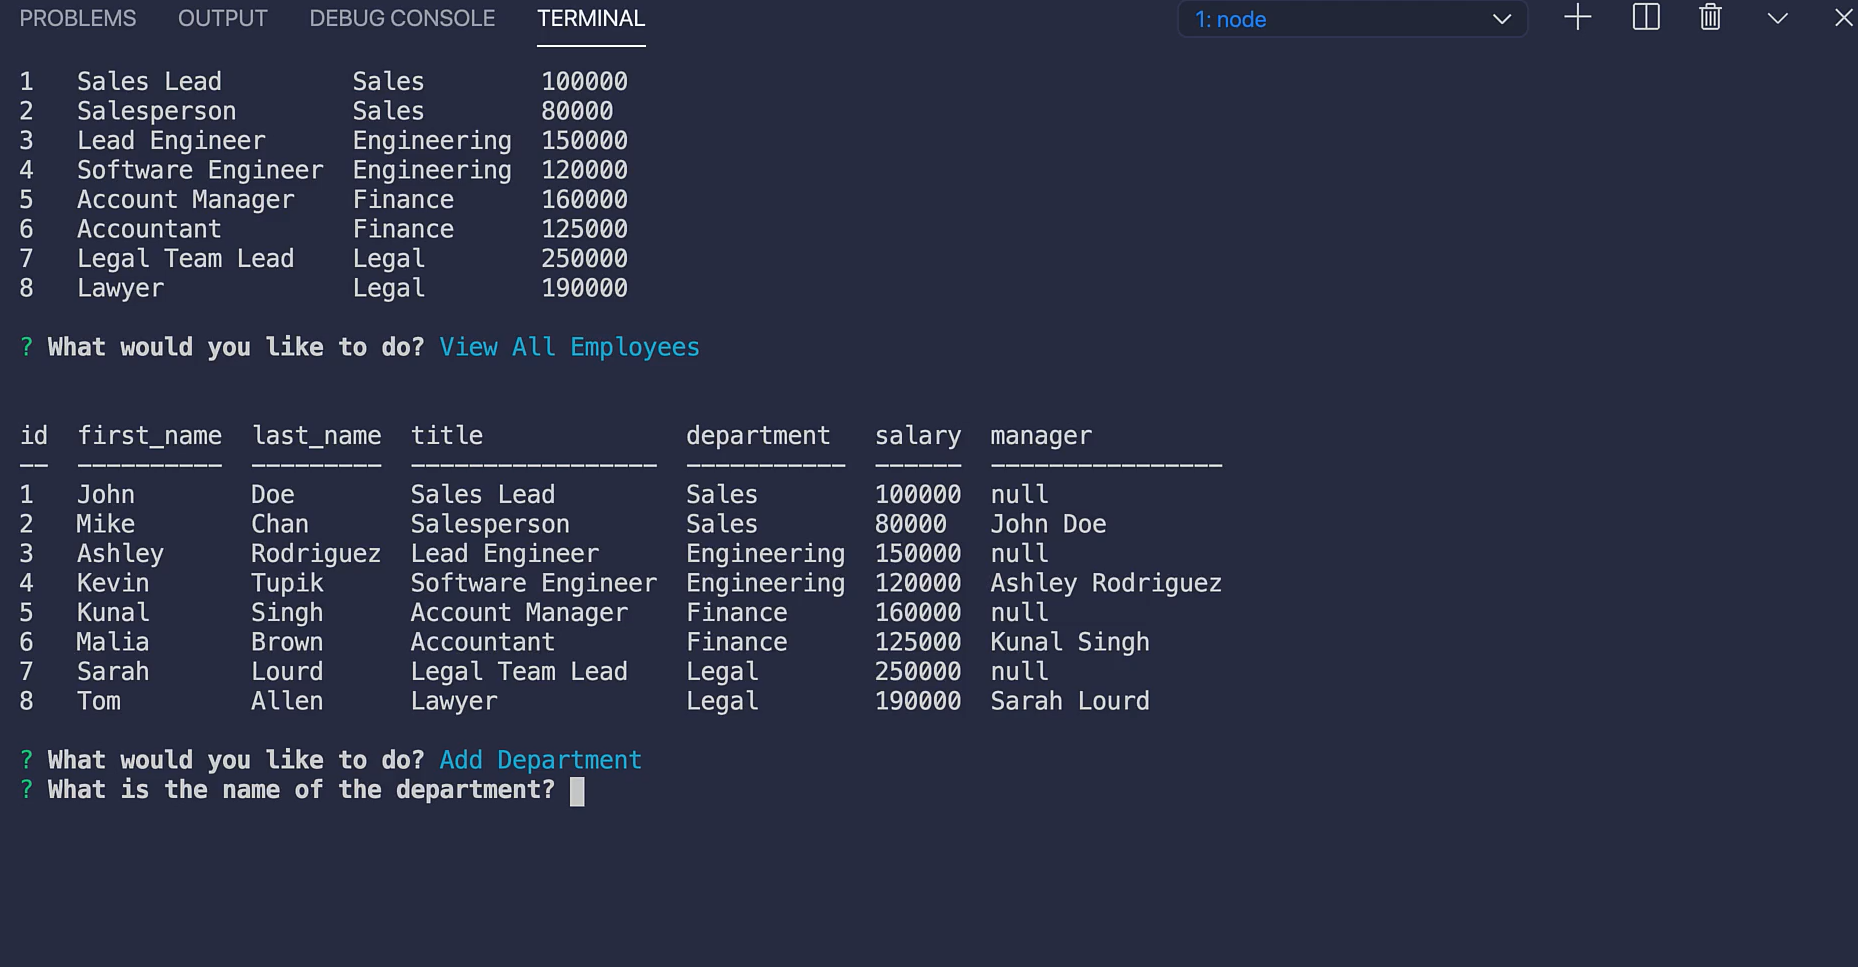 PROBLEMS OUTPUT DEBUG CONSOLE TERMINAL 1: node
1 Sales Lead Sales 100000
2 Salesperson Sales 80000
3 Lead Engineer Engineering 150000
4 Software Engineer Engineering 120000
5 Account Manager Finance 160000
6 Accountant Finance 125000
7 Legal Team Lead Legal 250000
8 Lawyer Legal 190000
? What would you like to do? View All Employees
id first_name last_name title department salary manager
-- ---------- --------- ----------------- ----------- ------ ----------------
1 John Doe Sales Lead Sales 100000 null
2 Mike Chan Salesperson Sales 80000 John Doe
3 Ashley Rodriguez Lead Engineer Engineering 150000 null
4 Kevin Tupik Software Engineer Engineering 120000 Ashley Rodriguez
5 Kunal Singh Account Manager Finance 160000 null
6 Malia Brown Accountant Finance 125000 Kunal Singh
7 Sarah Lourd Legal Team Lead Legal 250000 null
8 Tom Allen Lawyer Legal 190000 Sarah Lourd
? What would you like to do? Add Department
? What is the name of the department?